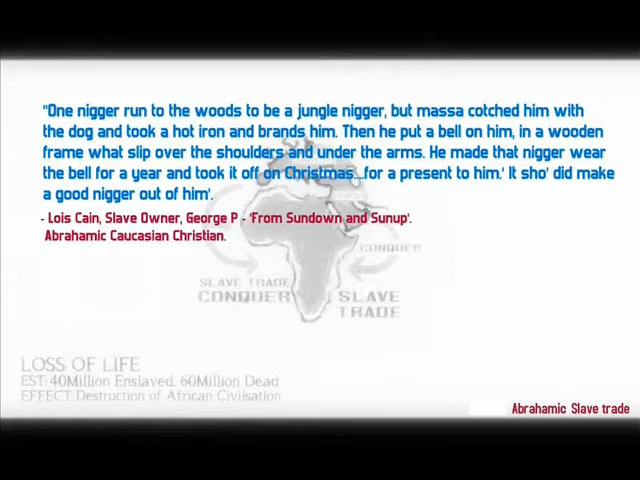 "One nigger run to the woods to be a jungle nigger, but massa cotched him with
the dog and took a hot iron and brands him. Then he put a bell on him, in a wooden
frame what slip over the shoulders and under the arms. He made that nigger wear
the bell for a year and took it off on Christmas....for a present to him.' It sho' did make
a good nigger out of him'.
- Lois Cain, Slave Owner, George P - 'From Sundown and Sunup'.
Abrahamic Caucasian Christian.
CONQUER
SLAVE TRADE
CONQUER
SLAVE
TRADE
LOSS OF LIFE
EST: 40Million Enslaved. 60Million Dead
EFFECT Destruction of African Civilsation
Abrahamic Slave trade